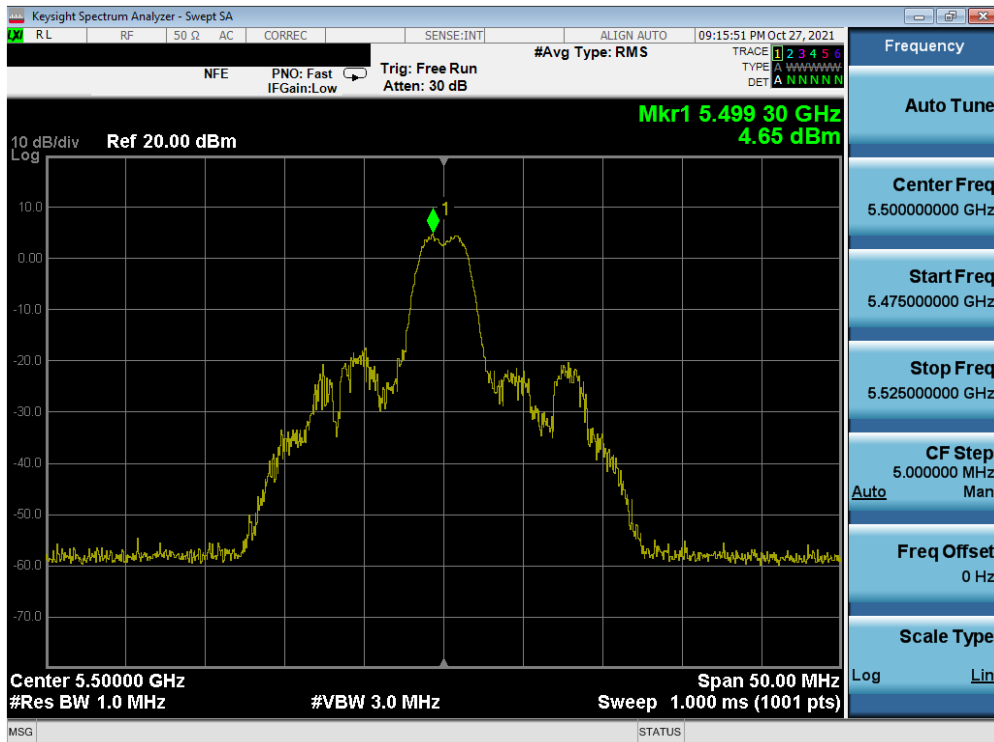 Keysight Spectrum Analyzer - Swept SA
LXI RL RF 50 Ω AC CORREC SENSE:INT ALIGN AUTO 09:15:51 PM Oct 27, 2021
NFE PNO: Fast IFGain:Low Trig: Free Run Atten: 30 dB #Avg Type: RMS
TRACE 1 2 3 4 5 6
TYPE A WWWWW
DET A N N N N N
Mkr1 5.499 30 GHz
4.65 dBm
10 dB/div Ref 20.00 dBm
Log
1
10.0
0.00
-10.0
-20.0
-30.0
-40.0
-50.0
-60.0
-70.0
Center 5.50000 GHz Span 50.00 MHz
#Res BW 1.0 MHz #VBW 3.0 MHz Sweep 1.000 ms (1001 pts)
MSG STATUS
Frequency
Auto Tune
Center Freq
5.500000000 GHz
Start Freq
5.475000000 GHz
Stop Freq
5.525000000 GHz
CF Step
5.000000 MHz
Auto Man
Freq Offset
0 Hz
Scale Type
Log Lin